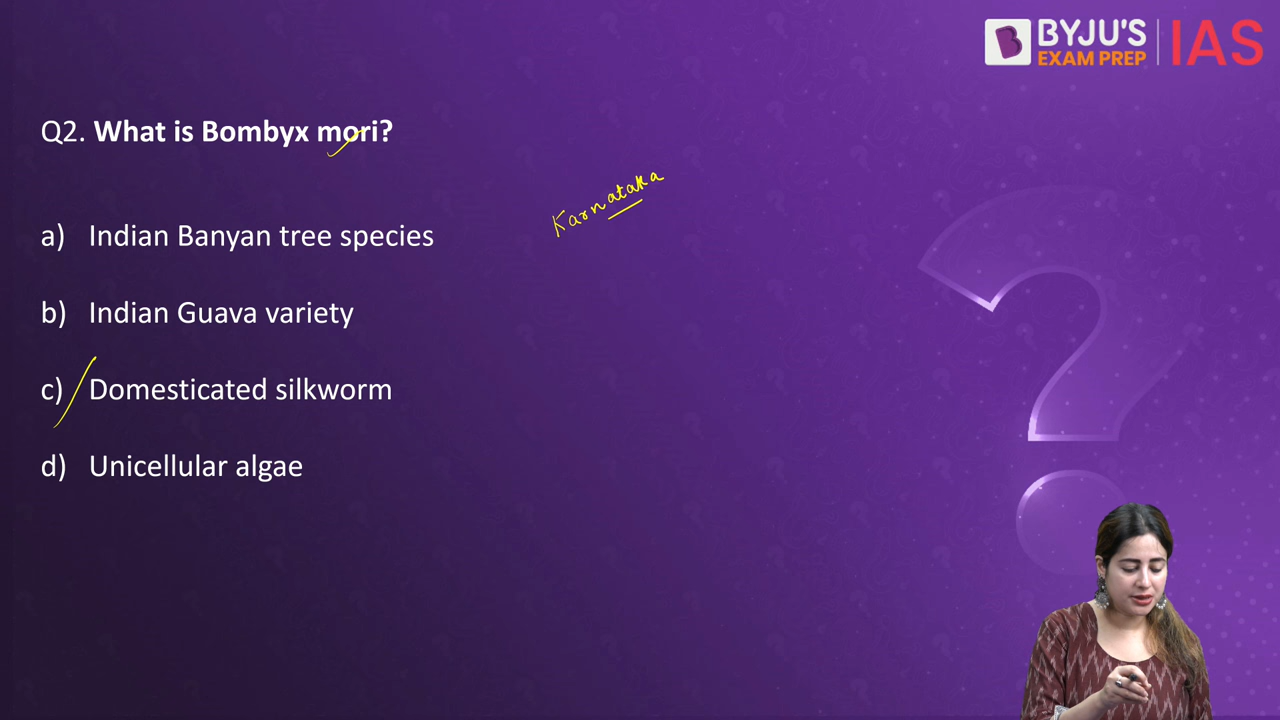 BYJU'S
EXAM PREP
IAS
Q2. What is Bombyx mori?
Karnataka
a) Indian Banyan tree species
b) Indian Guava variety
c) Domesticated silkworm
d) Unicellular algae